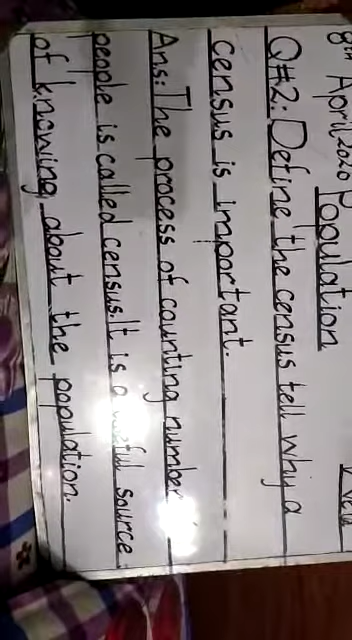 8th April 2020
Population
Q#2: Define the census tell why a
census is important.
Ans: The process of counting number
people is called census. It is a useful source
of knowing about the population.